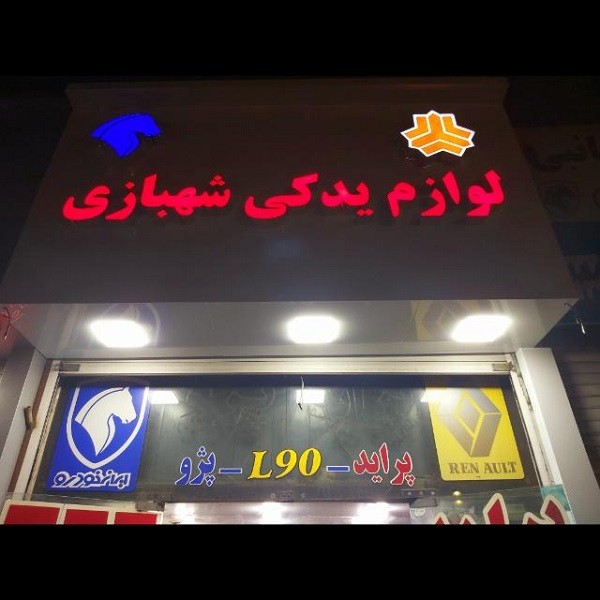 لوازم یدکی شهبازی
پراید - L90 - پژو
ایران خودرو
RENAULT